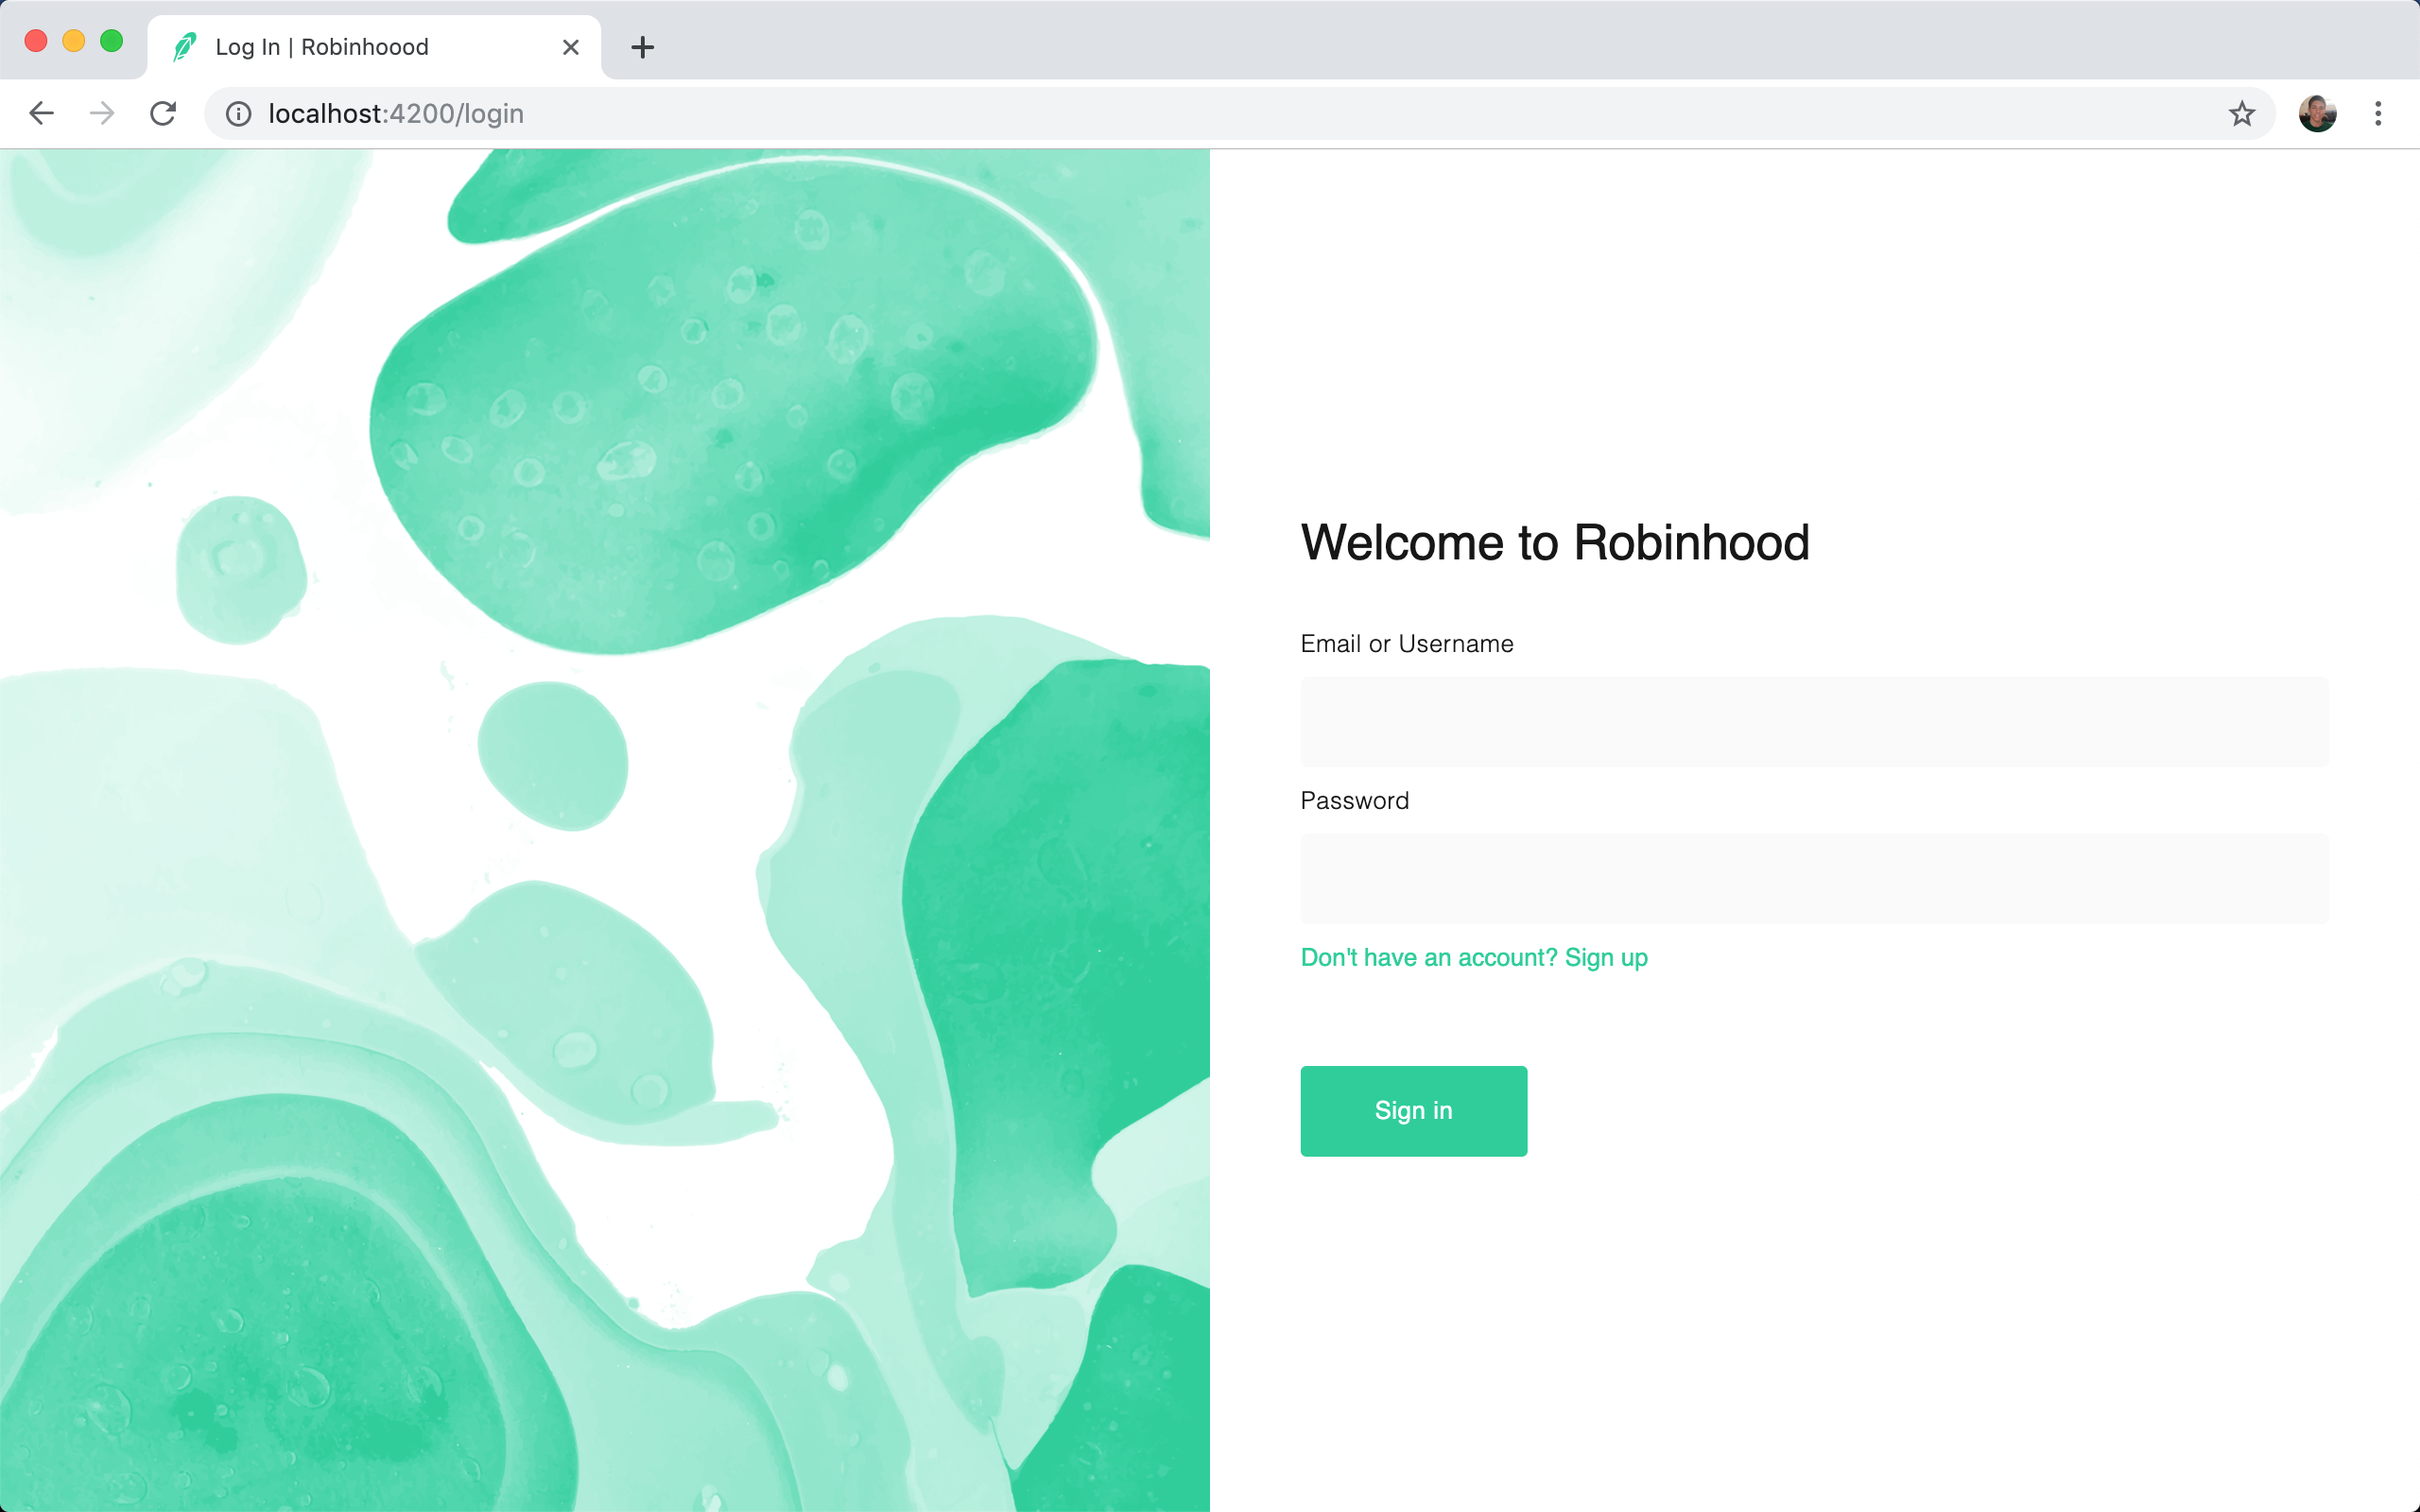 Log In | Robinhoood
localhost:4200/login
Welcome to Robinhood
Email or Username
Password
Don't have an account? Sign up
Sign in